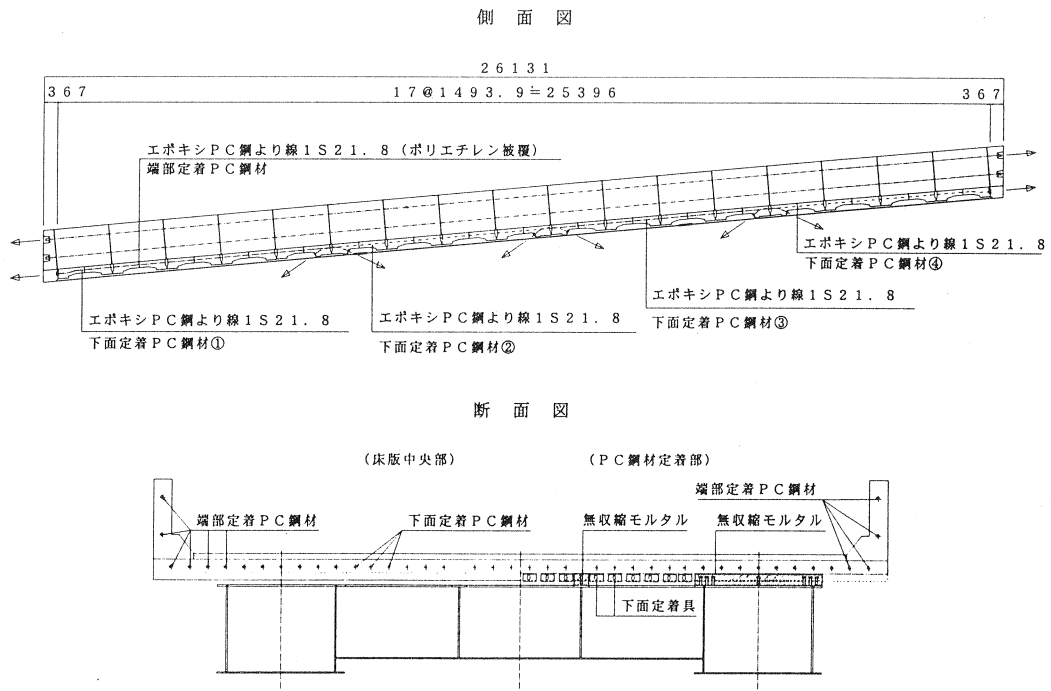 側面図
26131
367
17@1493.9≒25396
367
エポキシPC鋼より線1S21.8(ポリエチレン被覆)
端部定着PC鋼材
エポキシPC鋼より線1S21.8
下面定着PC鋼材④
エポキシPC鋼より線1S21.8
下面定着PC鋼材③
エポキシPC鋼より線1S21.8
下面定着PC鋼材②
エポキシPC鋼より線1S21.8
下面定着PC鋼材①
断面図
(床版中央部)
(PC鋼材定着部)
端部定着PC鋼材
端部定着PC鋼材
下面定着PC鋼材
無収縮モルタル
無収縮モルタル
下面定着具